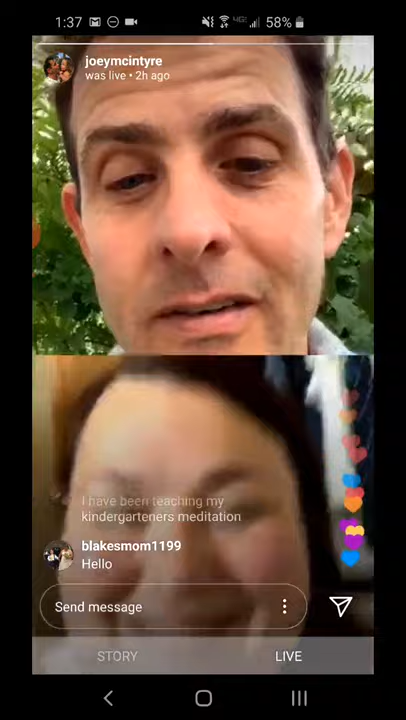 1:37
58%
joeymcintyre
was live • 2h ago
I have been teaching my
kindergarteners meditation
blakesmom1199
Hello
Send message
STORY
LIVE